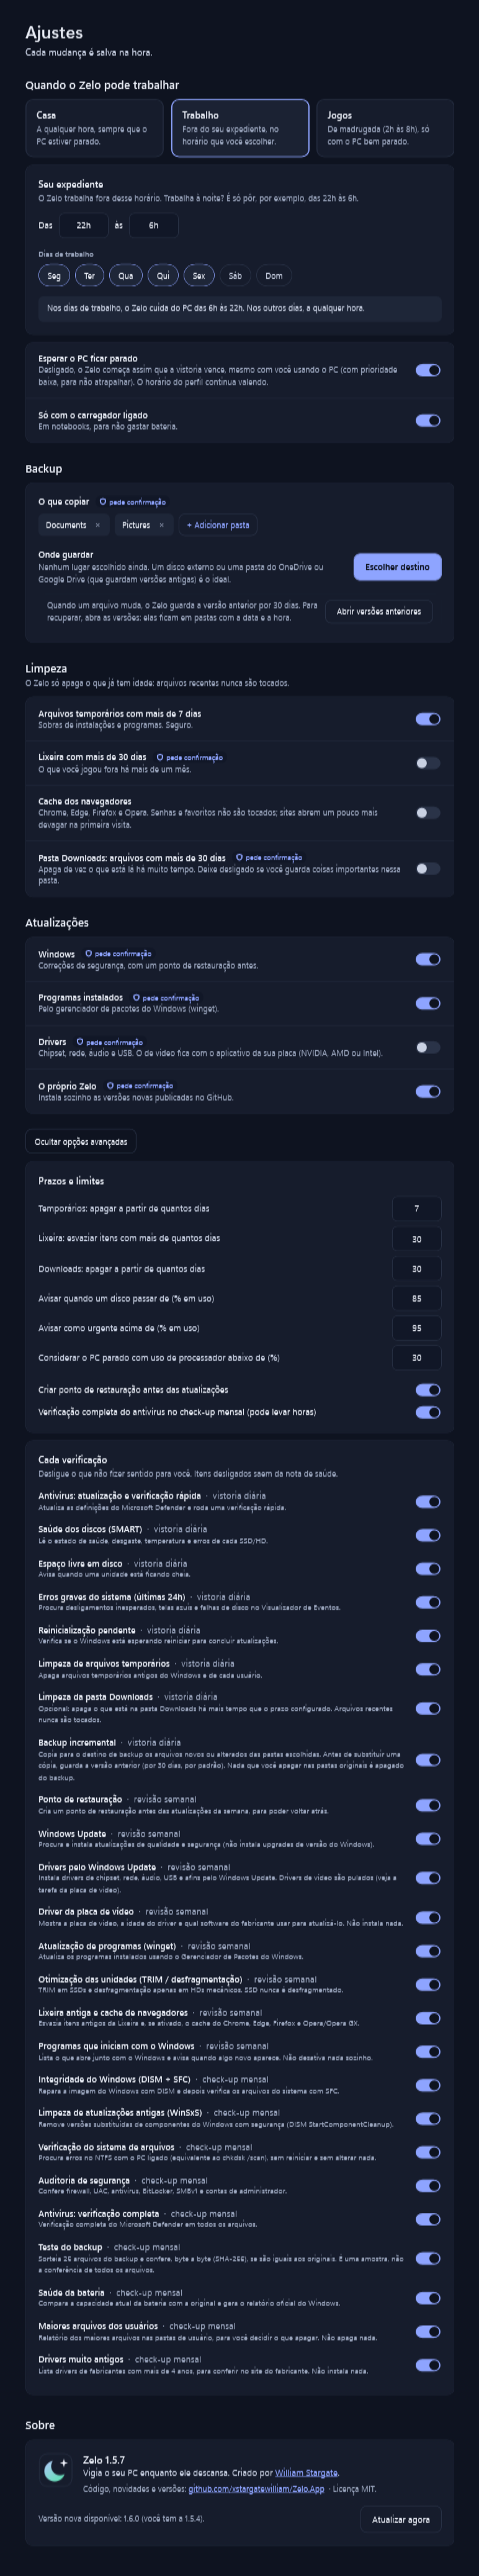 Ajustes
Cada mudança é salva na hora.
Quando o Zelo pode trabalhar
Casa
A qualquer hora, sempre que o
PC estiver parado.
Trabalho
Fora do seu expediente, no
horário que você escolher.
Jogos
De madrugada (2h às 8h), só
com o PC bem parado.
Seu expediente
O Zelo trabalha fora desse horário. Trabalha à noite? É só pôr, por exemplo, das 22h às 6h.
Das 22h às 6h
Dias de trabalho
Seg Ter Qua Qui Sex Sáb Dom
Nos dias de trabalho, o Zelo cuida do PC das 6h às 22h. Nos outros dias, a qualquer hora.
Esperar o PC ficar parado
Desligado, o Zelo começa assim que a vistoria vence, mesmo com você usando o PC (com prioridade
baixa, para não atrapalhar). O horário do perfil continua valendo.
Só com o carregador ligado
Em notebooks, para não gastar bateria.
Backup
O que copiar pede confirmação
Documents × Pictures × + Adicionar pasta
Onde guardar
Nenhum lugar escolhido ainda. Um disco externo ou uma pasta do OneDrive ou
Google Drive (que guardam versões antigas) é o ideal.
Escolher destino
Quando um arquivo muda, o Zelo guarda a versão anterior por 30 dias. Para
recuperar, abra as versões: elas ficam em pastas com a data e a hora.
Abrir versões anteriores
Limpeza
O Zelo só apaga o que já tem idade: arquivos recentes nunca são tocados.
Arquivos temporários com mais de 7 dias
Sobras de instalações e programas. Seguro.
Lixeira com mais de 30 dias pede confirmação
O que você jogou fora há mais de um mês.
Cache dos navegadores
Chrome, Edge, Firefox e Opera. Senhas e favoritos não são tocados; sites abrem um pouco mais
devagar na primeira visita.
Pasta Downloads: arquivos com mais de 30 dias pede confirmação
Apaga de vez o que está lá há muito tempo. Deixe desligado se você guarda coisas importantes nessa
pasta.
Atualizações
Windows pede confirmação
Correções de segurança, com um ponto de restauração antes.
Programas instalados pede confirmação
Pelo gerenciador de pacotes do Windows (winget).
Drivers pede confirmação
Chipset, rede, áudio e USB. O de vídeo fica com o aplicativo da sua placa (NVIDIA, AMD ou Intel).
O próprio Zelo pede confirmação
Instala sozinho as versões novas publicadas no GitHub.
Ocultar opções avançadas
Prazos e limites
Temporários: apagar a partir de quantos dias 7
Lixeira: esvaziar itens com mais de quantos dias 30
Downloads: apagar a partir de quantos dias 30
Avisar quando um disco passar de (% em uso) 85
Avisar como urgente acima de (% em uso) 95
Considerar o PC parado com uso de processador abaixo de (%) 30
Criar ponto de restauração antes das atualizações
Verificação completa do antivírus no check-up mensal (pode levar horas)
Cada verificação
Desligue o que não fizer sentido para você. Itens desligados saem da nota de saúde.
Antivírus: atualização e verificação rápida · vistoria diária
Atualiza as definições do Microsoft Defender e roda uma verificação rápida.
Saúde dos discos (SMART) · vistoria diária
Lê o estado de saúde, desgaste, temperatura e erros de cada SSD/HD.
Espaço livre em disco · vistoria diária
Avisa quando uma unidade está ficando cheia.
Erros graves do sistema (últimas 24h) · vistoria diária
Procura desligamentos inesperados, telas azuis e falhas de disco no Visualizador de Eventos.
Reinicialização pendente · vistoria diária
Verifica se o Windows está esperando reiniciar para concluir atualizações.
Limpeza de arquivos temporários · vistoria diária
Apaga arquivos temporários antigos do Windows e de cada usuário.
Limpeza da pasta Downloads · vistoria diária
Opcional: apaga o que está na pasta Downloads há mais tempo que o prazo configurado. Arquivos recentes
nunca são tocados.
Backup incremental · vistoria diária
Copia para o destino de backup os arquivos novos ou alterados das pastas escolhidas. Antes de substituir uma
cópia, guarda a versão anterior (por 30 dias, por padrão). Nada que você apagar nas pastas originais é apagado
do backup.
Ponto de restauração · revisão semanal
Cria um ponto de restauração antes das atualizações da semana, para poder voltar atrás.
Windows Update · revisão semanal
Procura e instala atualizações de qualidade e segurança (não instala upgrades de versão do Windows).
Drivers pelo Windows Update · revisão semanal
Instala drivers de chipset, rede, áudio, USB e afins pelo Windows Update. Drivers de vídeo são pulados (veja a
tarefa da placa de vídeo).
Driver da placa de vídeo · revisão semanal
Mostra a placa de vídeo, a idade do driver e qual software do fabricante usar para atualizá-lo. Não instala nada.
Atualização de programas (winget) · revisão semanal
Atualiza os programas instalados usando o Gerenciador de Pacotes do Windows.
Otimização das unidades (TRIM / desfragmentação) · revisão semanal
TRIM em SSDs e desfragmentação apenas em HDs mecânicos. SSD nunca é desfragmentado.
Lixeira antiga e cache de navegadores · revisão semanal
Esvazia itens antigos da Lixeira e, se ativado, o cache do Chrome, Edge, Firefox e Opera/Opera GX.
Programas que iniciam com o Windows · revisão semanal
Lista o que abre junto com o Windows e avisa quando algo novo aparece. Não desativa nada sozinho.
Integridade do Windows (DISM + SFC) · check-up mensal
Repara a imagem do Windows com DISM e depois verifica os arquivos do sistema com SFC.
Limpeza de atualizações antigas (WinSxS) · check-up mensal
Remove versões substituídas de componentes do Windows com segurança (DISM StartComponentCleanup).
Verificação do sistema de arquivos · check-up mensal
Procura erros no NTFS com o PC ligado (equivalente ao chkdsk /scan), sem reiniciar e sem alterar nada.
Auditoria de segurança · check-up mensal
Confere firewall, UAC, antivírus, BitLocker, SMBv1 e contas de administrador.
Antivírus: verificação completa · check-up mensal
Verificação completa do Microsoft Defender em todos os arquivos.
Teste do backup · check-up mensal
Sorteia 25 arquivos do backup e confere, byte a byte (SHA-256), se são iguais aos originais. É uma amostra, não
a conferência de todos os arquivos.
Saúde da bateria · check-up mensal
Compara a capacidade atual da bateria com a original e gera o relatório oficial do Windows.
Maiores arquivos dos usuários · check-up mensal
Relatório dos maiores arquivos nas pastas de usuário, para você decidir o que apagar. Não apaga nada.
Drivers muito antigos · check-up mensal
Lista drivers de fabricantes com mais de 4 anos, para conferir no site do fabricante. Não instala nada.
Sobre
Zelo 1.5.7
Vigia o seu PC enquanto ele descansa. Criado por William Stargate.
Código, novidades e versões: github.com/xstargatewilliam/Zelo.App · Licença MIT.
Versão nova disponível: 1.6.0 (você tem a 1.5.4).
Atualizar agora